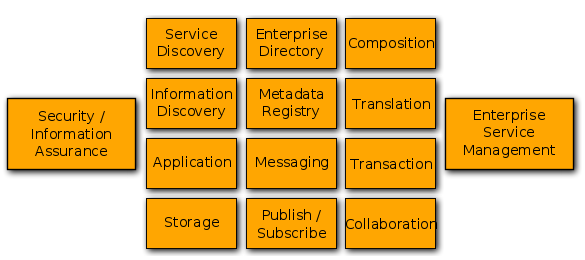 Service
Discovery
Enterprise
Directory
Composition
Information
Discovery
Metadata
Registry
Translation
Security /
Information
Assurance
Enterprise
Service
Management
Application
Messaging
Transaction
Storage
Publish /
Subscribe
Collaboration